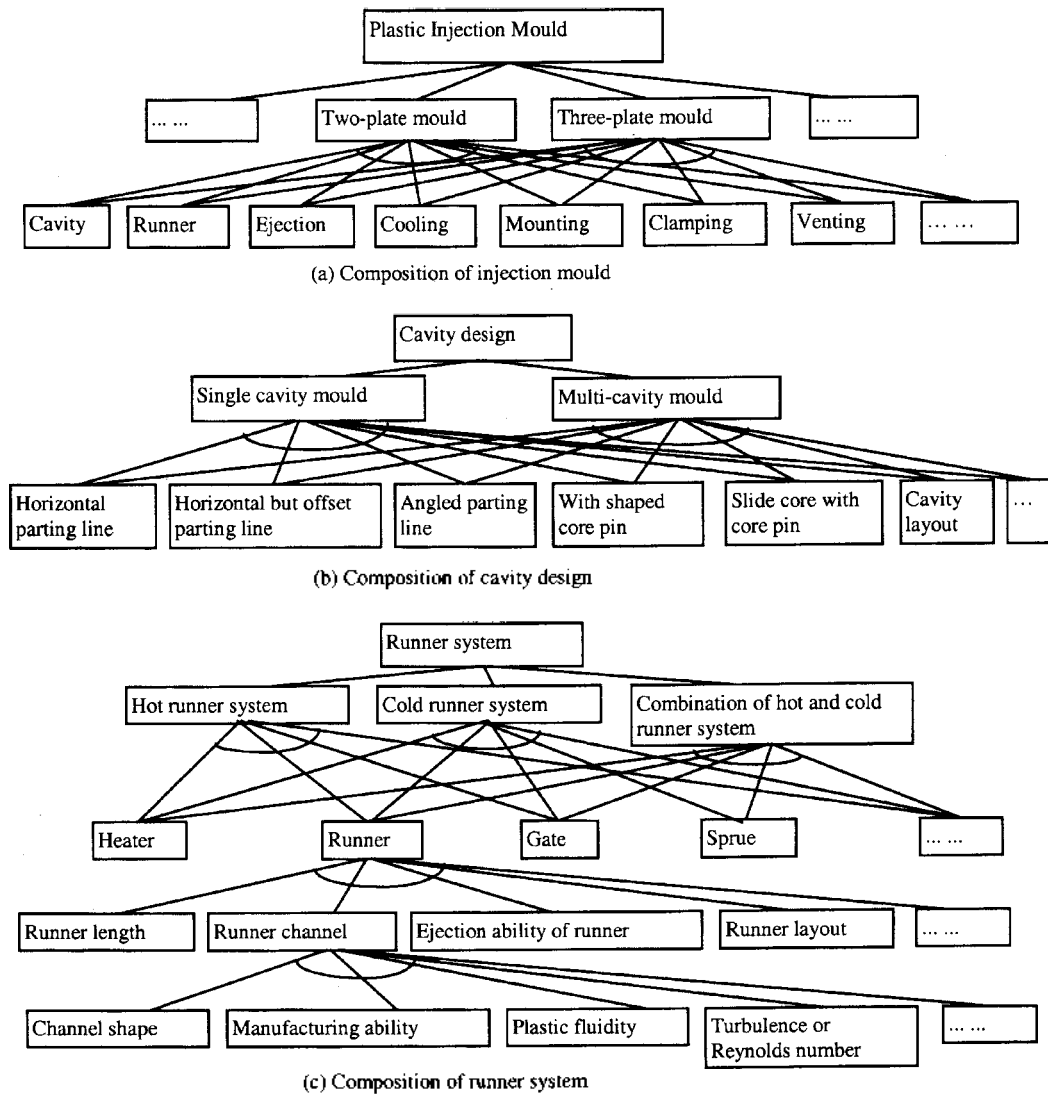 Plastic Injection Mould
... ...
Two-plate mould
Three-plate mould
... ...
Cavity
Runner
Ejection
Cooling
Mounting
Clamping
Venting
... ...
(a) Composition of injection mould
Cavity design
Single cavity mould
Multi-cavity mould
Horizontal
parting line
Horizontal but offset
parting line
Angled parting
line
With shaped
core pin
Slide core with
core pin
Cavity
layout
...
(b) Composition of cavity design
Runner system
Hot runner system
Cold runner system
Combination of hot and cold
runner system
Heater
Runner
Gate
Sprue
... ...
Runner length
Runner channel
Ejection ability of runner
Runner layout
... ...
Channel shape
Manufacturing ability
Plastic fluidity
Turbulence or
Reynolds number
... ...
(c) Composition of runner system